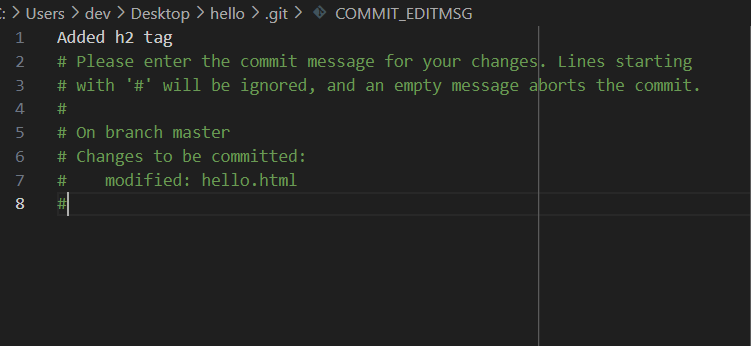 : > Users > dev > Desktop > hello > .git > COMMIT_EDITMSG
1 Added h2 tag
2 # Please enter the commit message for your changes. Lines starting
3 # with '#' will be ignored, and an empty message aborts the commit.
4 #
5 # On branch master
6 # Changes to be committed:
7 #    modified: hello.html
8 #